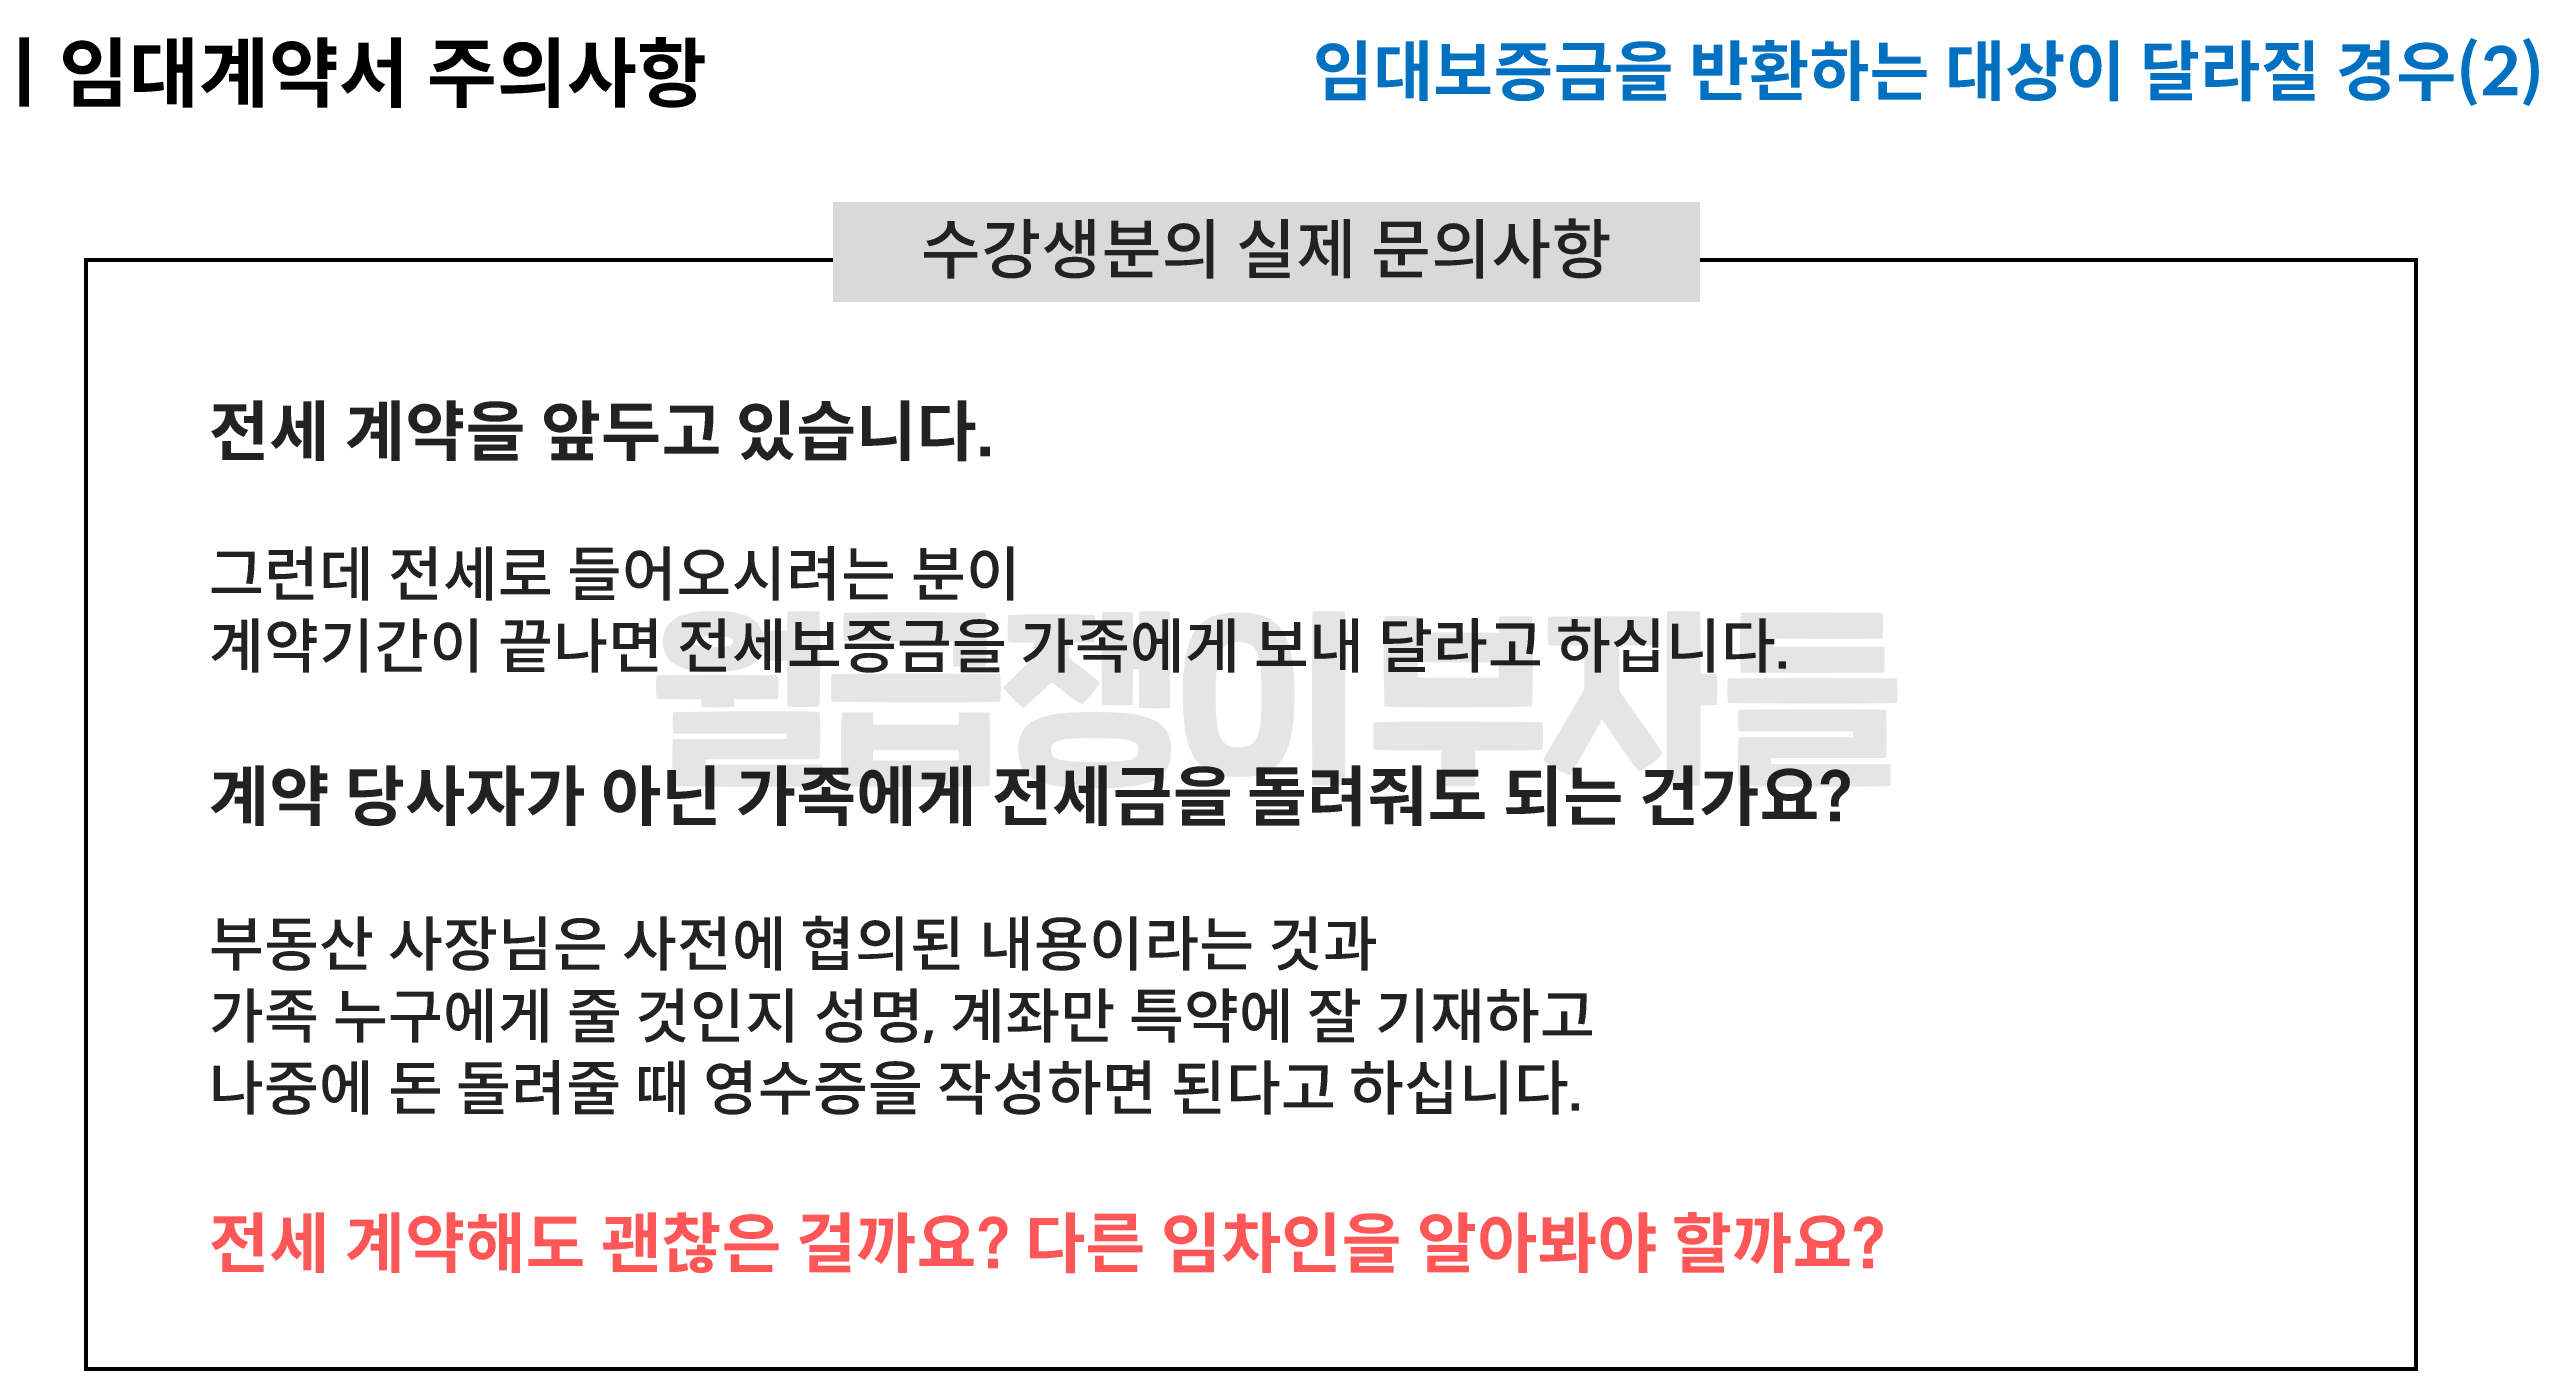 | 임대계약서 주의사항
임대보증금을 반환하는 대상이 달라질 경우(2)
수강생분의 실제 문의사항
전세 계약을 앞두고 있습니다.
그런데 전세로 들어오시려는 분이
계약기간이 끝나면 전세보증금을 가족에게 보내 달라고 하십니다.
월급쟁이부자들
계약 당사자가 아닌 가족에게 전세금을 돌려줘도 되는 건가요?
부동산 사장님은 사전에 협의된 내용이라는 것과
가족 누구에게 줄 것인지 성명, 계좌만 특약에 잘 기재하고
나중에 돈 돌려줄 때 영수증을 작성하면 된다고 하십니다.
전세 계약해도 괜찮은 걸까요? 다른 임차인을 알아봐야 할까요?